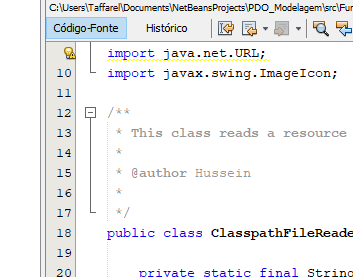 C:\Users\Taffarel\Documents\NetBeansProjects\PDO_Modelagem\src\Fun
Código-Fonte Histórico
import java.net.URL;
10 import javax.swing.ImageIcon;
11
12 /**
13 * This class reads a resource
14 *
15 * @author Hussein
16 *
17 */
18 public class ClasspathFileReade
19
20 private static final String